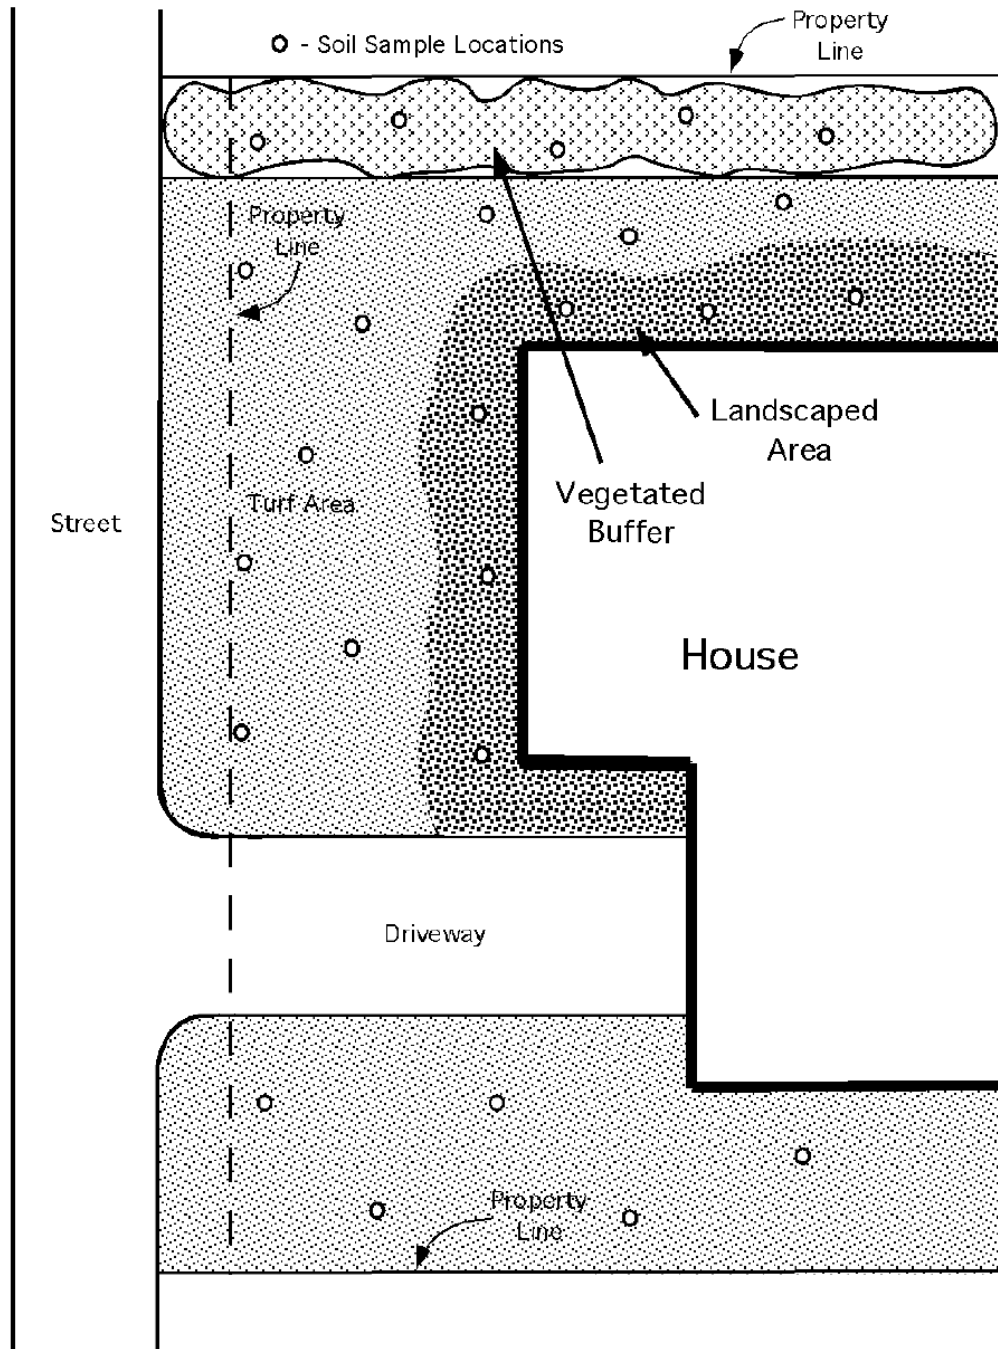 Property
Line
o - Soil Sample Locations
Property
Line
Landscaped
Area
Vegetated
Buffer
Turf Area
Street
House
Driveway
Property
Line